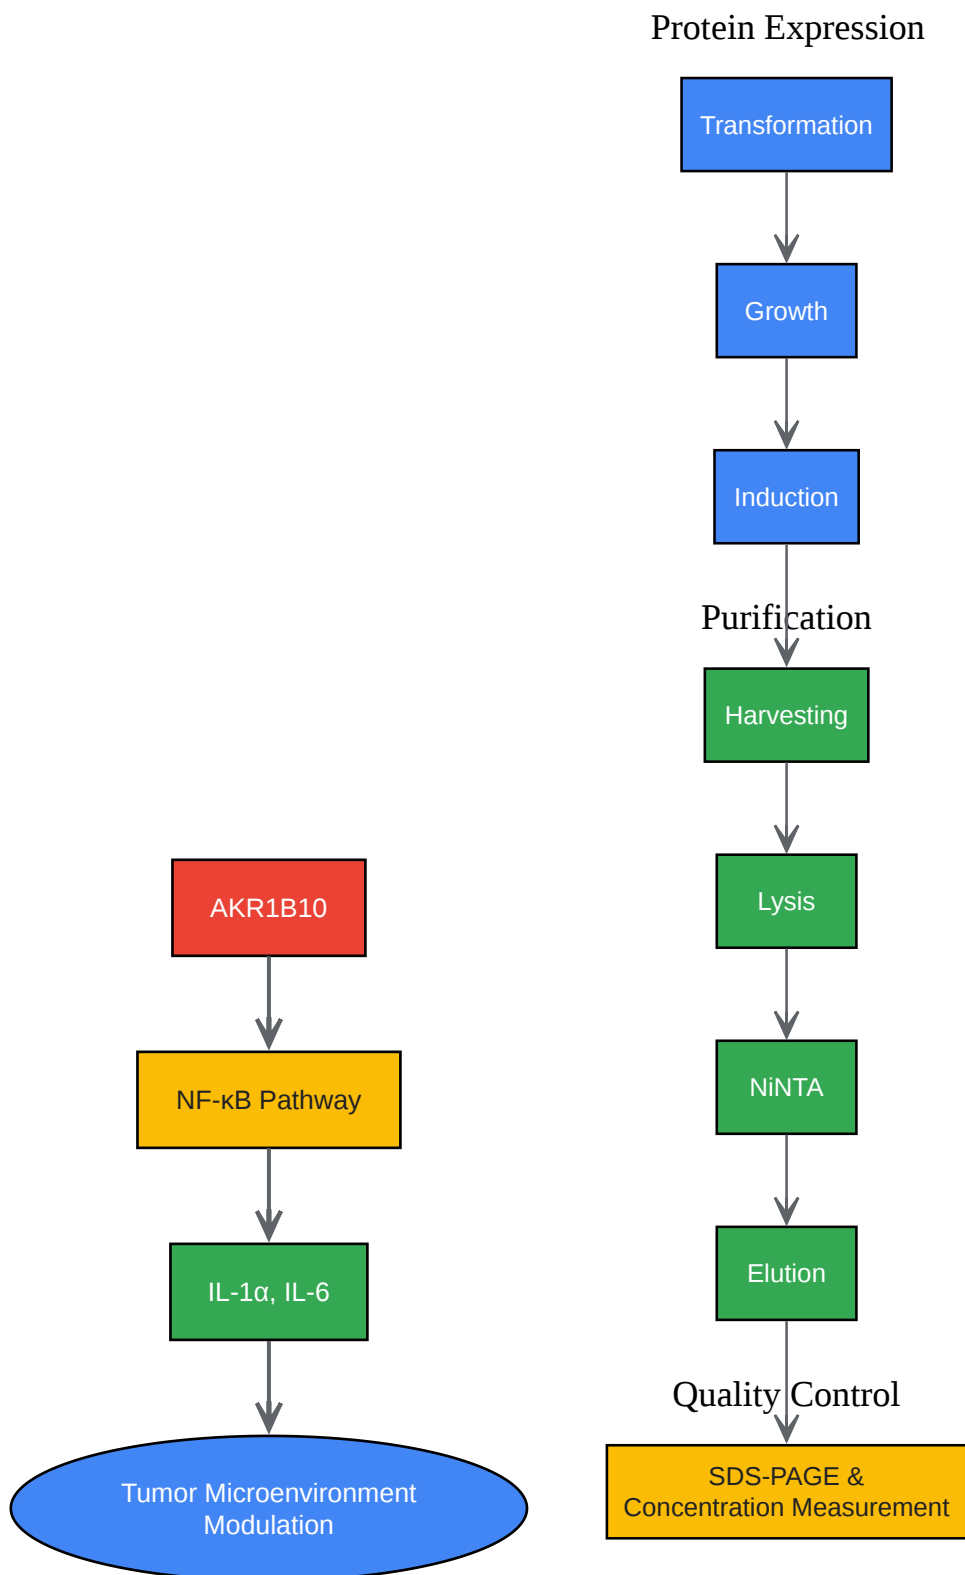 Protein Expression
Transformation
Growth
Induction
Purification
Harvesting
Lysis
NiNTA
Elution
Quality Control
SDS-PAGE &
Concentration Measurement
AKR1B10
NF-κB Pathway
IL-1α, IL-6
Tumor Microenvironment
Modulation